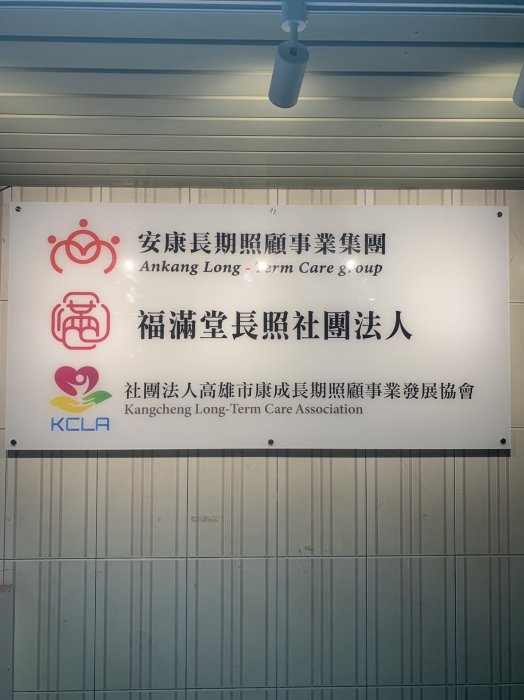 安康長期照顧事業集團
Ankang Long-Term Care group
滿
福滿堂長照社團法人
社團法人高雄市康成長期照顧事業發展協會
Kangcheng Long-Term Care Association
KCLA